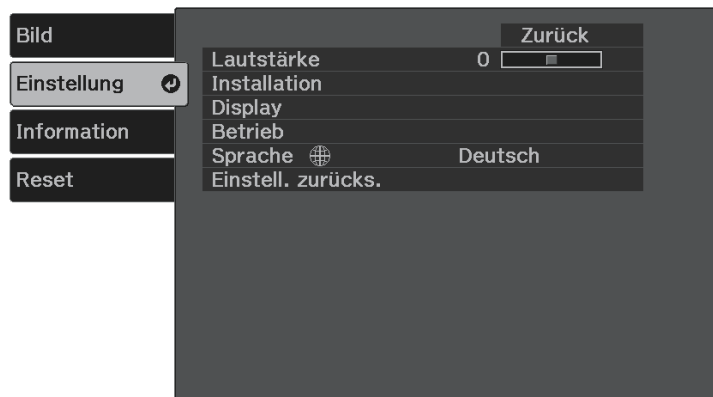 Bild
Einstellung
Information
Reset
Zurück
Lautstärke 0
Installation
Display
Betrieb
Sprache Deutsch
Einstell. zurücks.